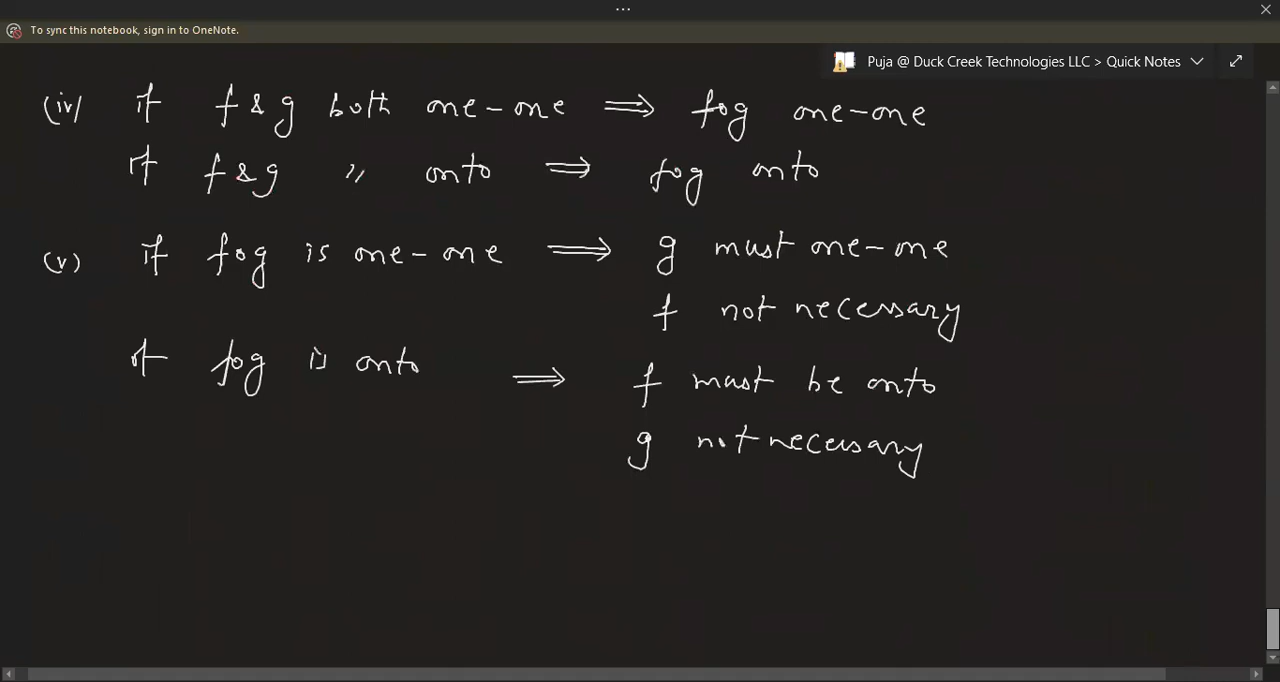 To sync this notebook, sign in to OneNote.
Puja @ Duck Creek Technologies LLC > Quick Notes
(iv) if f & g both one-one ⟹ fog one-one
if f & g " onto ⟹ fog onto
(v) if fog is one-one ⟹ g must one-one
f not necessary
if fog is onto ⟹ f must be onto
g not necessary